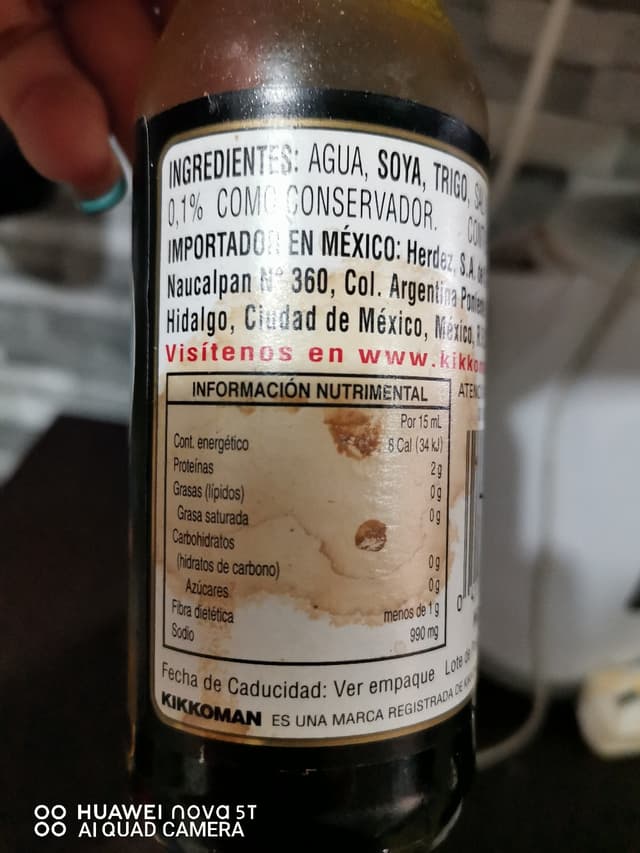 INGREDIENTES: AGUA, SOYA, TRIGO,
0,1% COMO CONSERVADOR.
IMPORTADOR EN MÉXICO: Herdez, S.A.
Naucalpan N° 360, Col. Argentina
Hidalgo, Ciudad de México, México,
Visítenos en
INFORMACIÓN NUTRIMENTAL
Por 15 mL
Cont. energético 8 Cal (34 kJ)
Proteínas 2g
Grasas (lípidos) 0g
Grasa saturada 0g
Carbohidratos
(hidratos de carbono) 0g
Azúcares 0g
Fibra dietética menos de 1g
Sodio 990 mg
Fecha de Caducidad: Ver empaque Lote
KIKKOMAN ES UNA MARCA REGISTRADA DE
HUAWEI nova 5T
AI QUAD CAMERA